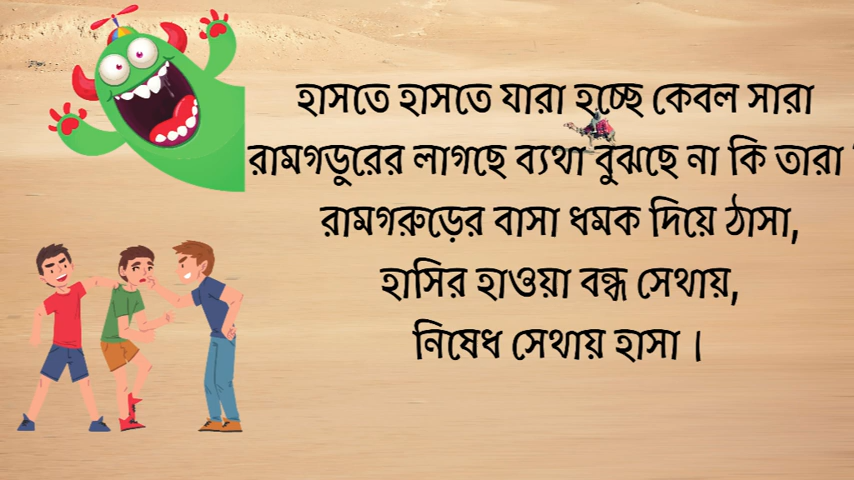 হাসতে হাসতে যারা হচ্ছে কেবল সারা
রামগড়ুরের লাগছে ব্যথা বুঝছে না কি তারা
রামগরুড়ের বাসা ধমক দিয়ে ঠাসা,
হাসির হাওয়া বন্ধ সেথায়,
নিষেধ সেথায় হাসা ।